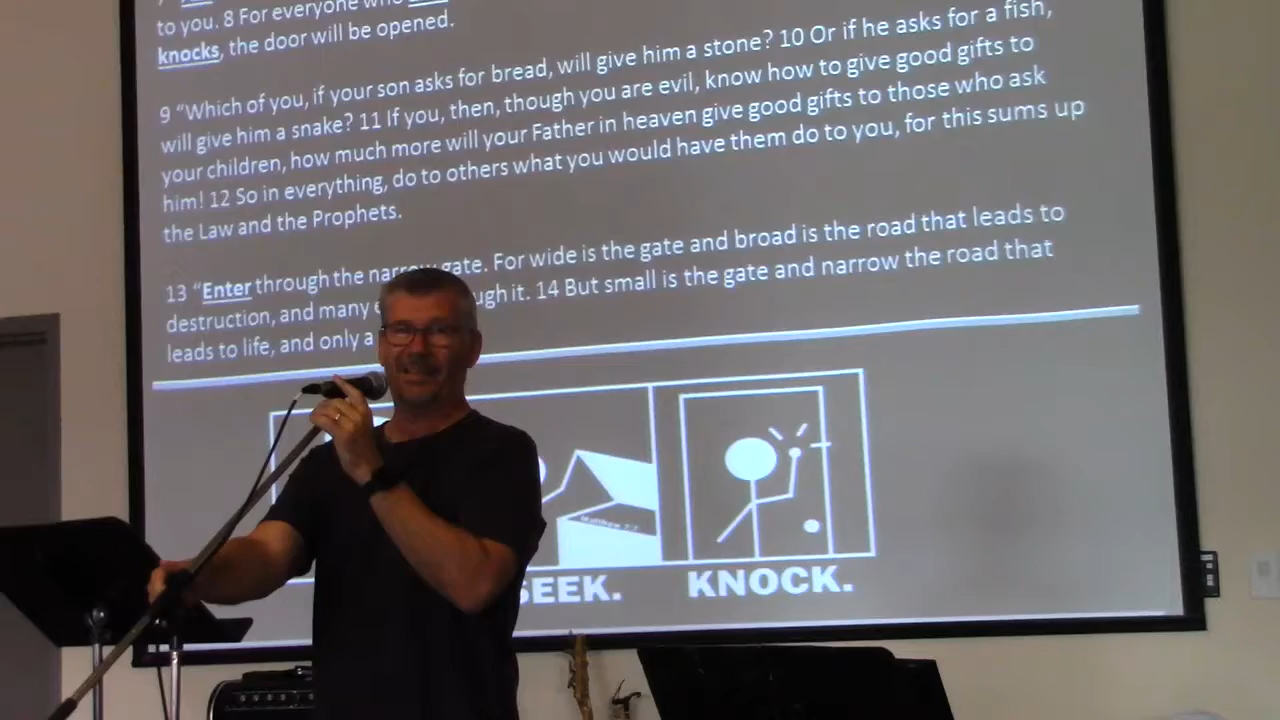 to you. 8 For everyone who
knocks, the door will be opened.
9 “Which of you, if your son asks for bread, will give him a stone? 10 Or if he asks for a fish,
will give him a snake? 11 If you, then, though you are evil, know how to give good gifts to
your children, how much more will your Father in heaven give good gifts to those who ask
him! 12 So in everything, do to others what you would have them do to you, for this sums up
the Law and the Prophets.
13 “Enter through the narrow gate. For wide is the gate and broad is the road that leads to
destruction, and many ugh it. 14 But small is the gate and narrow the road that
leads to life, and only a
Matthew 7:7
SEEK. KNOCK.